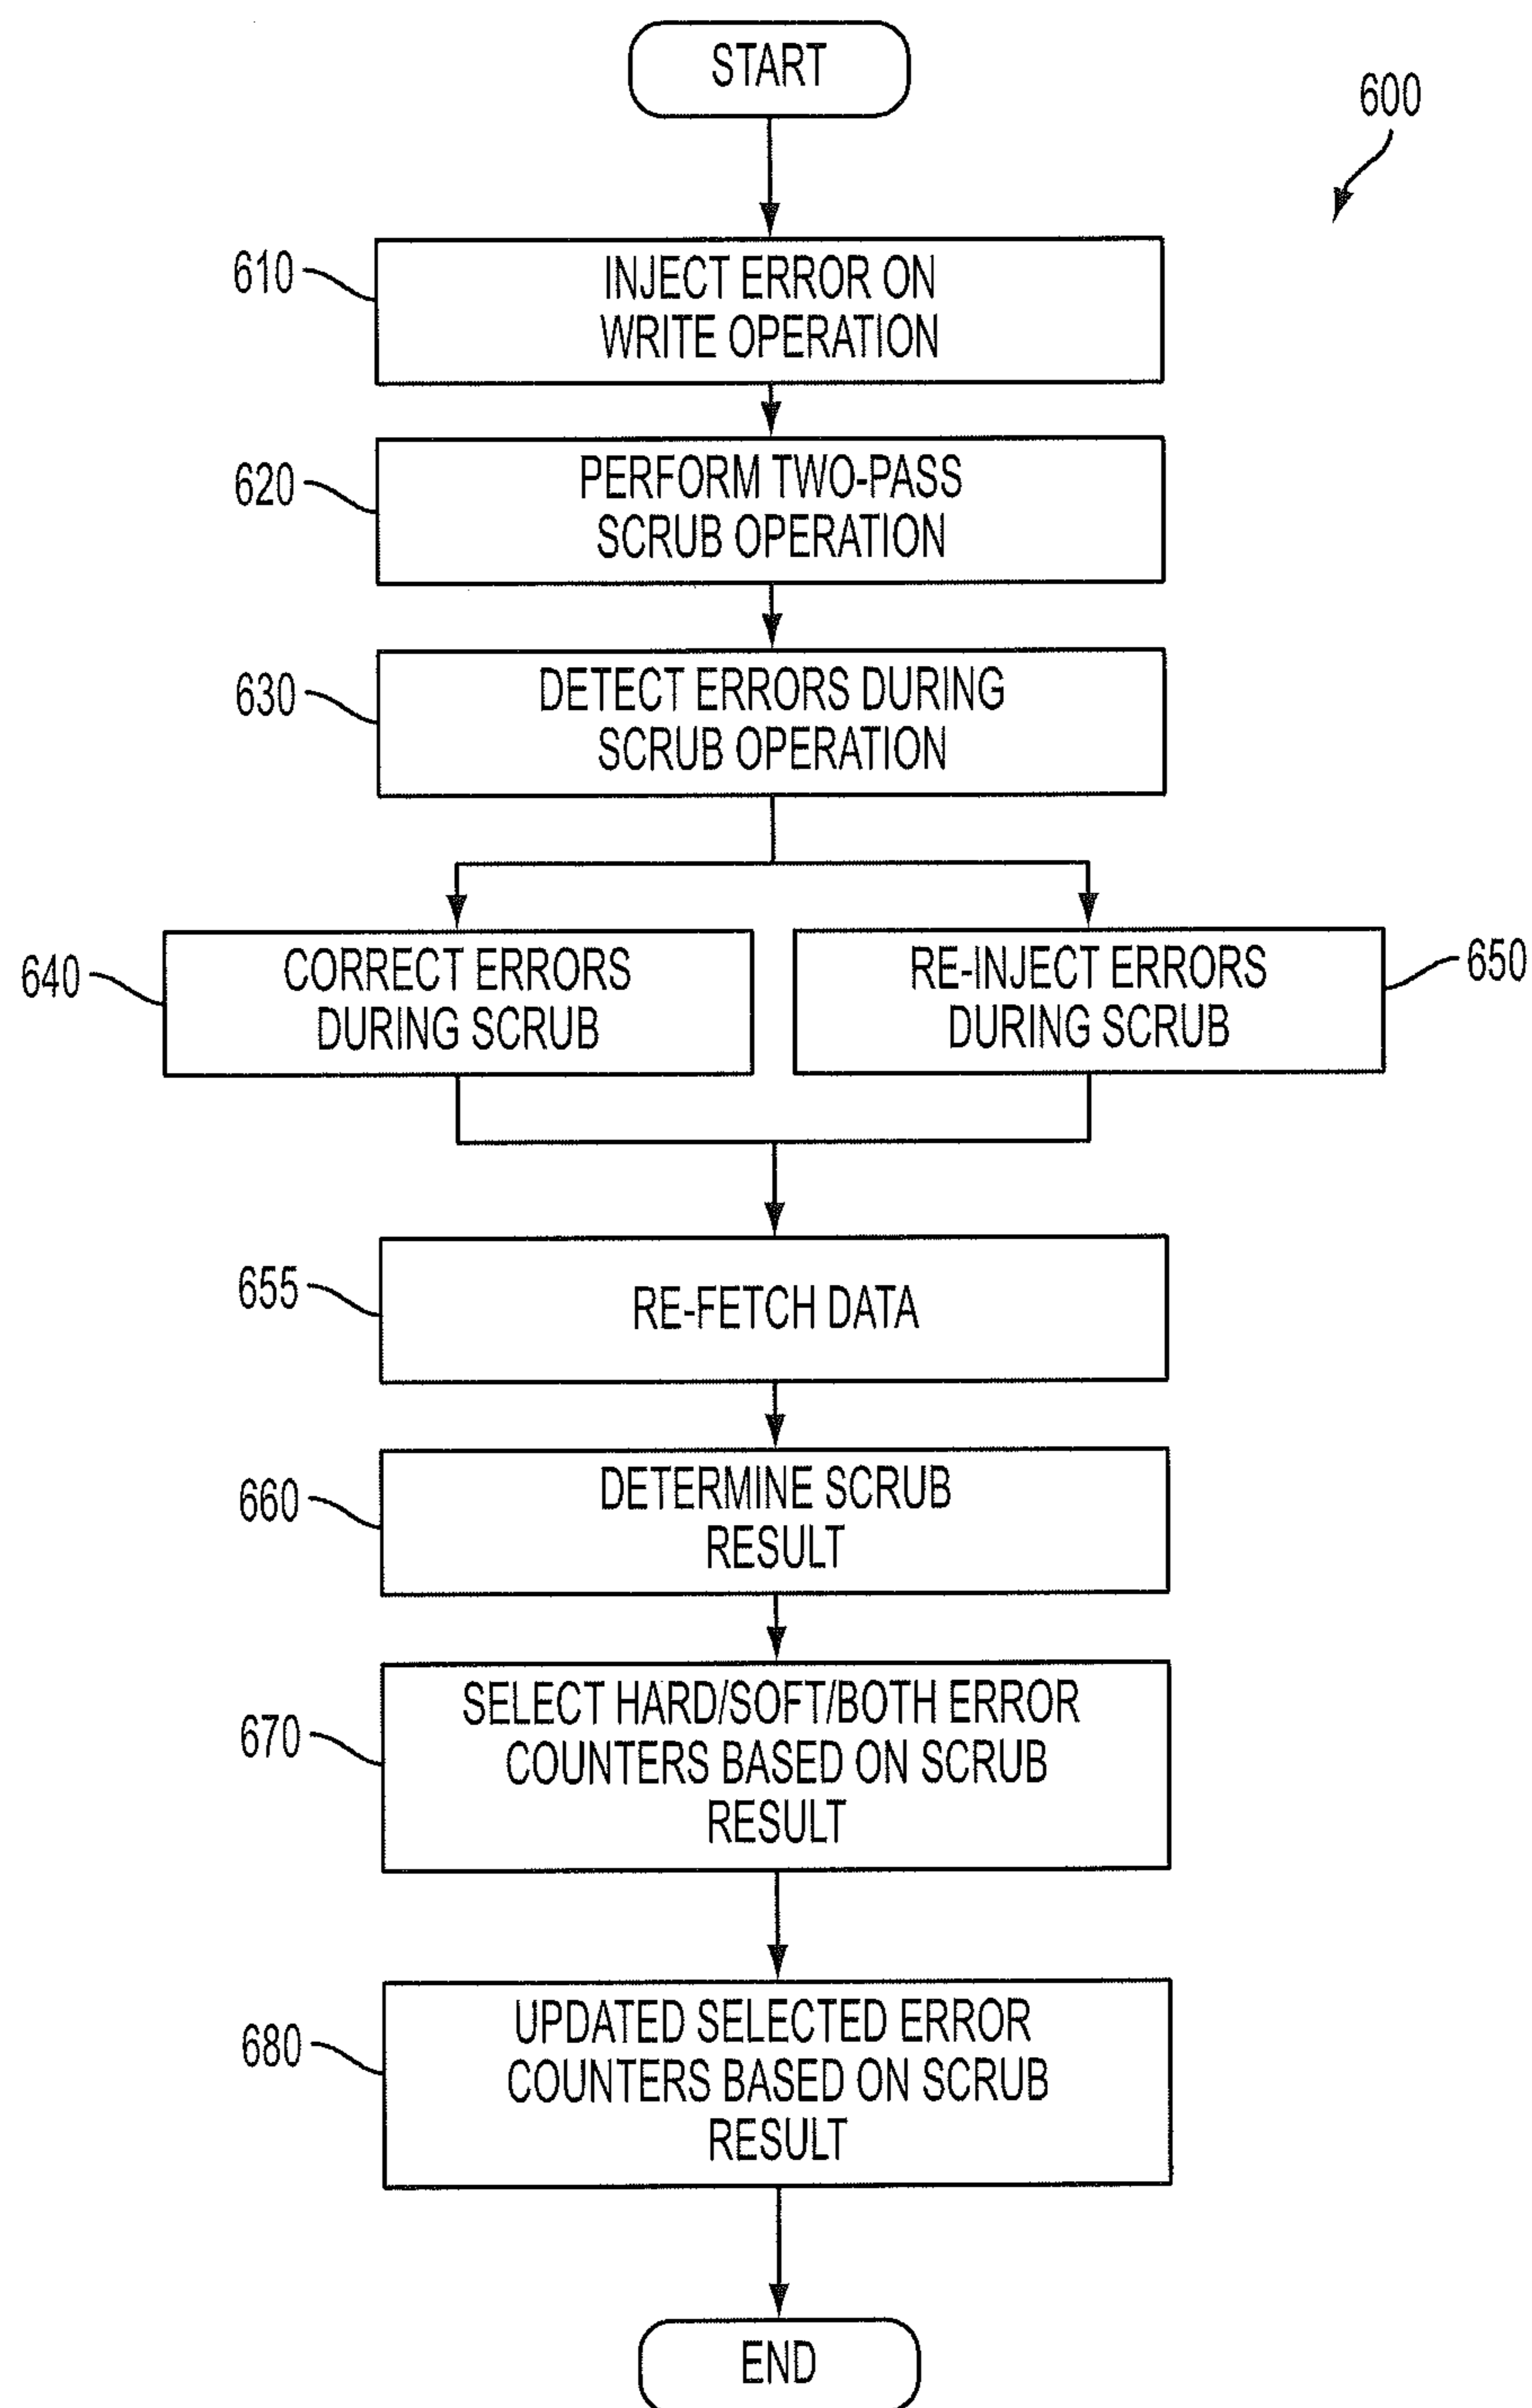 START
600
610
INJECT ERROR ON
WRITE OPERATION
620
PERFORM TWO-PASS
SCRUB OPERATION
630
DETECT ERRORS DURING
SCRUB OPERATION
640
CORRECT ERRORS
DURING SCRUB
RE-INJECT ERRORS
DURING SCRUB
650
655
RE-FETCH DATA
660
DETERMINE SCRUB
RESULT
670
SELECT HARD/SOFT/BOTH ERROR
COUNTERS BASED ON SCRUB
RESULT
680
UPDATED SELECTED ERROR
COUNTERS BASED ON SCRUB
RESULT
END